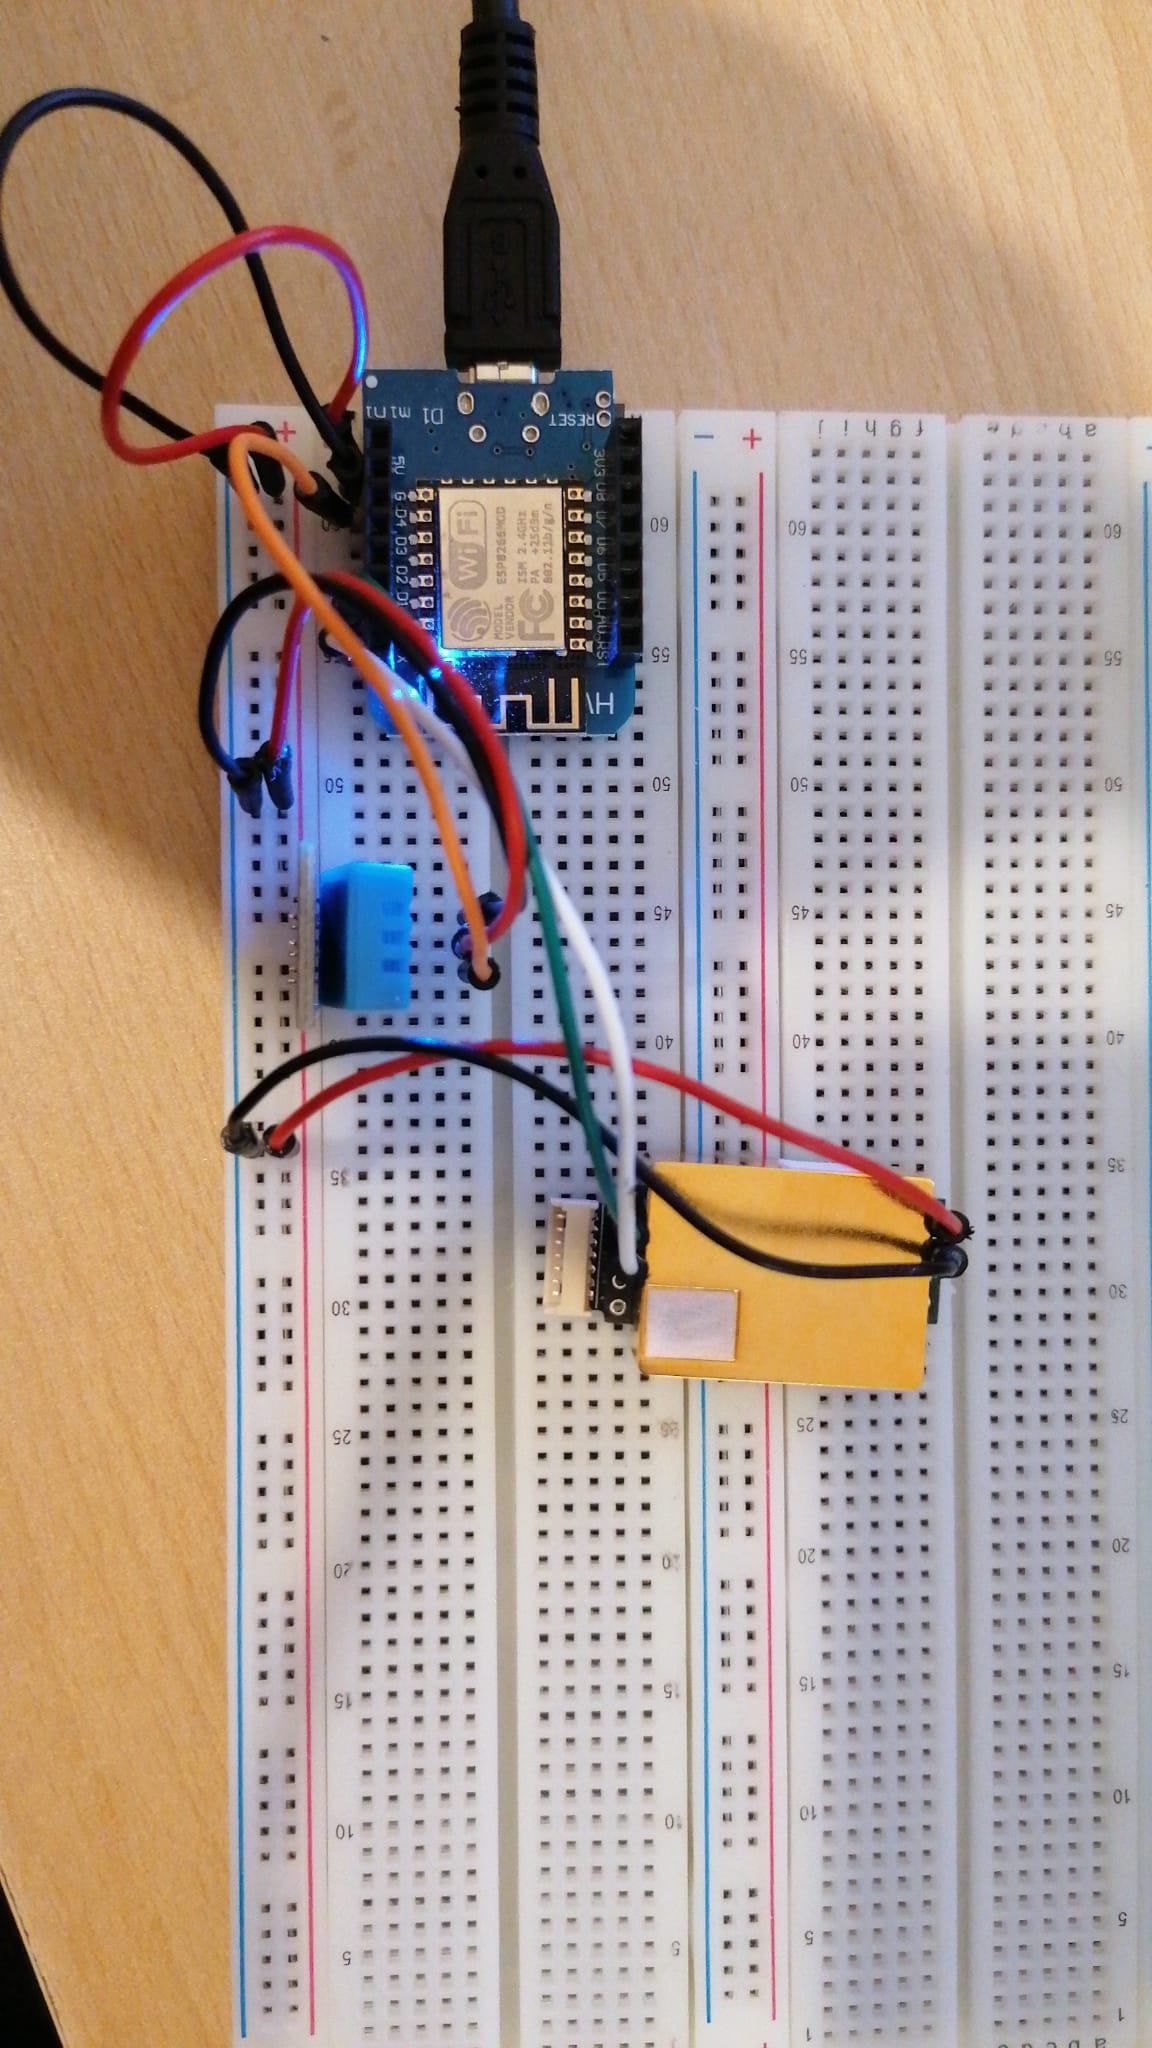 60 55 50 45 40 35 30 25 20 15 10 5 1
a
e
f
g
h
i
j
60 55 50 45 40 25 20 15 10 5 1
+
-
60 55 50 45 40 20 15 10 5
3V3 D8 D7 D6 D5 RST
RESET
802.11b/g/n
PA +25dBm
ISM 2.4GHz
FC
VENDOR
MODEL ESP8266MOD
WiFi
D1 mini
5V G D4 D3 D2 D1
50 35 30 25 20 15 10 5
+